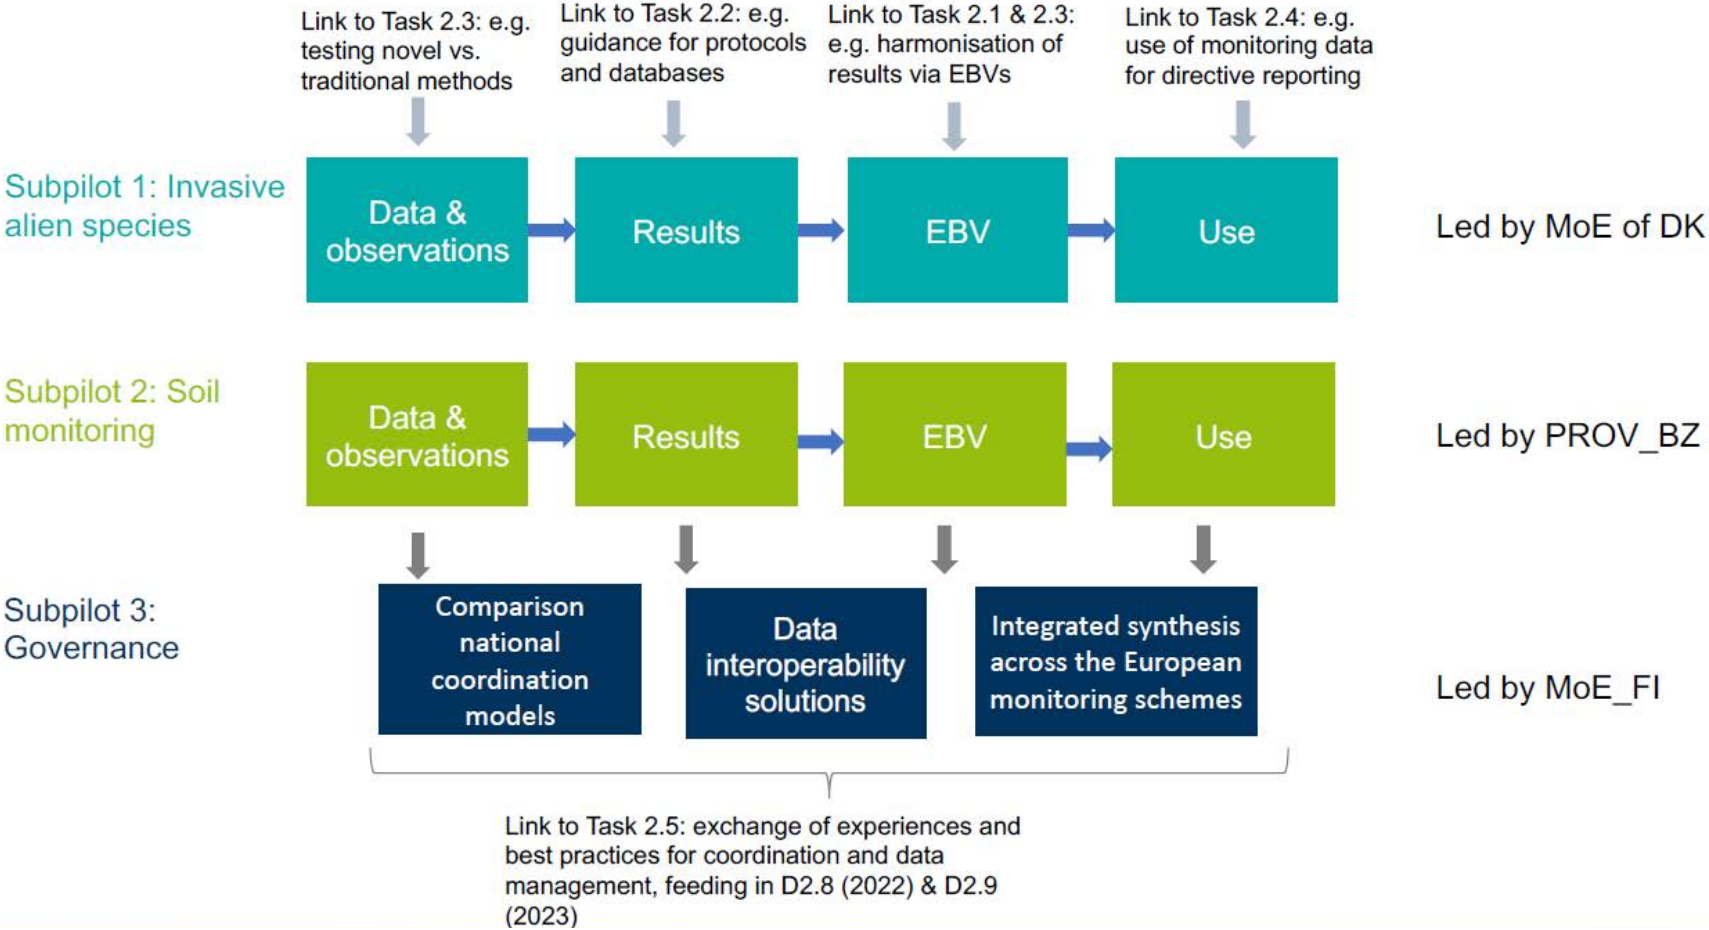 Link to Task 2.3: e.g.
testing novel vs.
traditional methods
Link to Task 2.2: e.g.
guidance for protocols
and databases
Link to Task 2.1 & 2.3:
e.g. harmonisation of
results via EBVs
Link to Task 2.4: e.g.
use of monitoring data
for directive reporting
Subpilot 1: Invasive
alien species
Data &
observations
Results
EBV
Use
Led by MoE of DK
Subpilot 2: Soil
monitoring
Data &
observations
Results
EBV
Use
Led by PROV_BZ
Subpilot 3:
Governance
Comparison
national
coordination
models
Data
interoperability
solutions
Integrated synthesis
across the European
monitoring schemes
Led by MoE_FI
Link to Task 2.5: exchange of experiences and
best practices for coordination and data
management, feeding in D2.8 (2022) & D2.9
(2023)